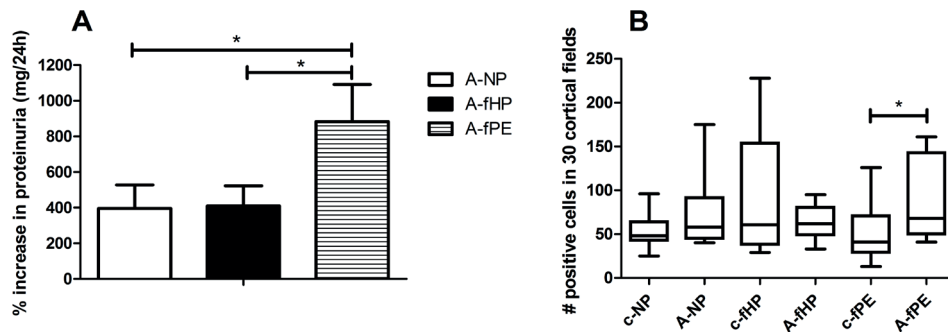 A
% increase in proteinuria (mg/24h)
1200
1000
800
600
400
200
0
*
*
A-NP
A-fHP
A-fPE
B
# positive cells in 30 cortical fields
250
200
150
100
50
0
*
c-NP
A-NP
c-fHP
A-fHP
c-fPE
A-fPE